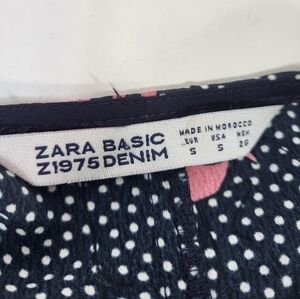 ZARA BASIC
Z1975 DENIM
MADE IN MOROCCO
EUR USA MEX
S S 26